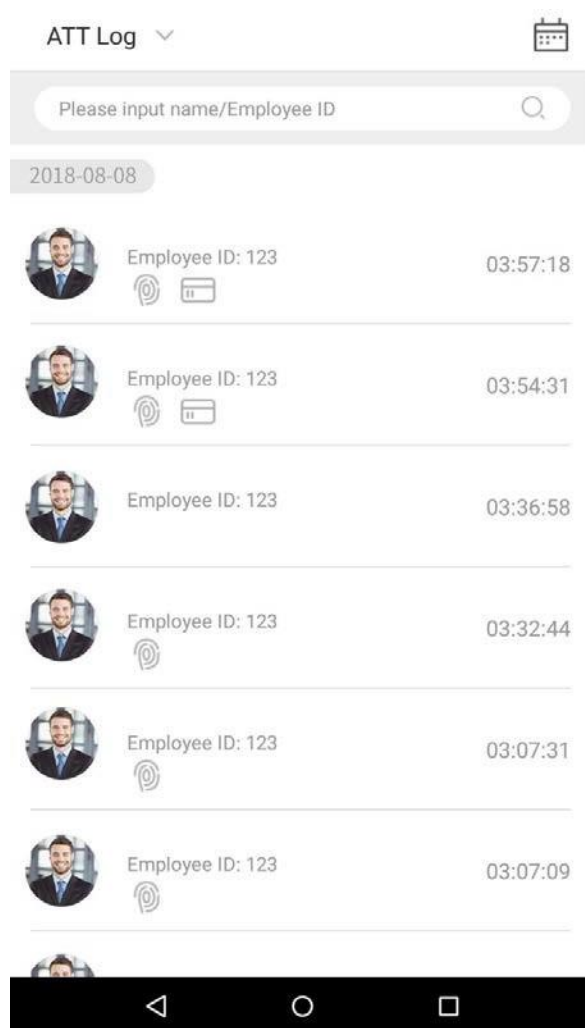 ATT Log
Please input name/Employee ID
2018-08-08
Employee ID: 123
03:57:18
Employee ID: 123
03:54:31
Employee ID: 123
03:36:58
Employee ID: 123
03:32:44
Employee ID: 123
03:07:31
Employee ID: 123
03:07:09